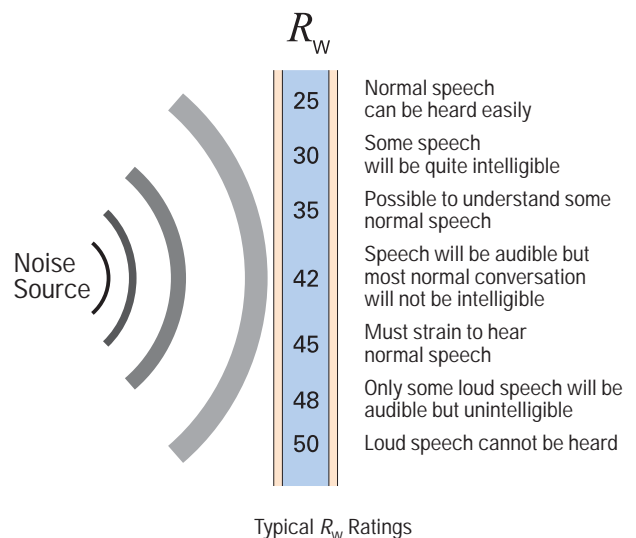 R_W
25
Normal speech
can be heard easily
30
Some speech
will be quite intelligible
35
Possible to understand some
normal speech
Noise
Source
42
Speech will be audible but
most normal conversation
will not be intelligible
45
Must strain to hear
normal speech
48
Only some loud speech will be
audible but unintelligible
50
Loud speech cannot be heard
Typical R_W Ratings